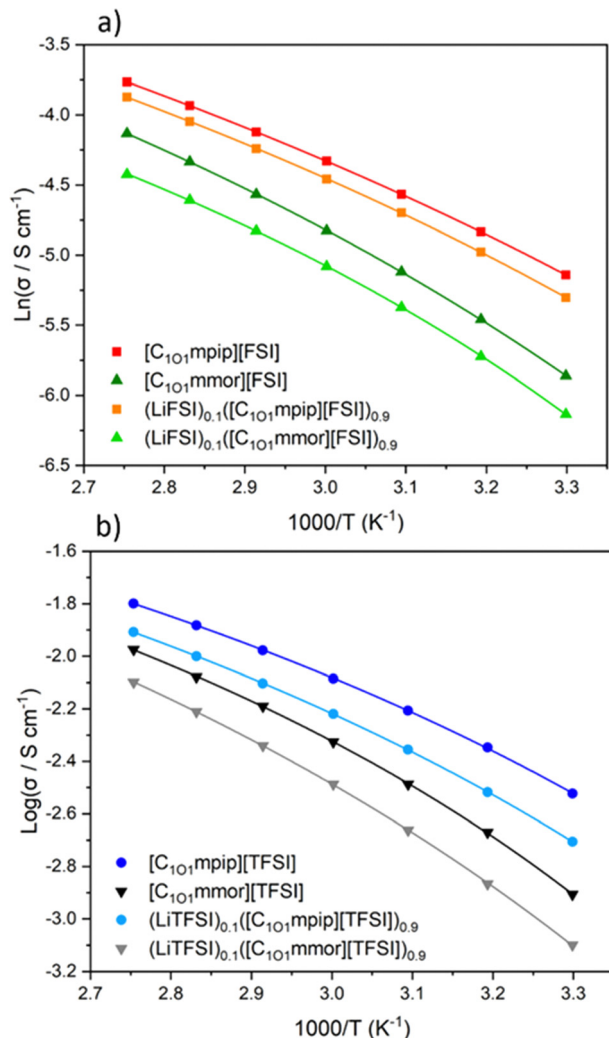 a)
-3.5
-4.0
-4.5
-5.0
-5.5
-6.0
-6.5
Ln(σ / S cm⁻¹)
[C₁O₁mpip][FSI]
[C₁O₁mmor][FSI]
(LiFSI)₀.₁([C₁O₁mpip][FSI])₀.₉
(LiFSI)₀.₁([C₁O₁mmor][FSI])₀.₉
2.7 2.8 2.9 3.0 3.1 3.2 3.3
1000/T (K⁻¹)
b)
-1.6
-1.8
-2.0
-2.2
-2.4
-2.6
-2.8
-3.0
-3.2
Log(σ / S cm⁻¹)
[C₁O₁mpip][TFSI]
[C₁O₁mmor][TFSI]
(LiTFSI)₀.₁([C₁O₁mpip][TFSI])₀.₉
(LiTFSI)₀.₁([C₁O₁mmor][TFSI])₀.₉
2.7 2.8 2.9 3.0 3.1 3.2 3.3
1000/T (K⁻¹)